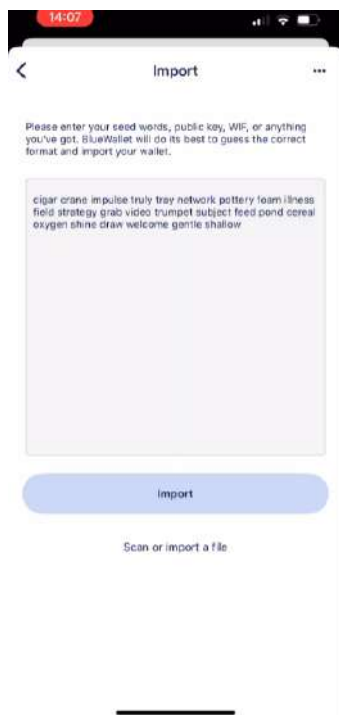 14:07
Import
Please enter your seed words, public key, WIF, or anything
you've got. BlueWallet will do its best to guess the correct
format and import your wallet.
cigar crane impulse truly tray network pottery foam illness
field strategy grab video trumpet subject feed pond cereal
oxygen shine draw welcome gentle shallow
Import
Scan or import a file